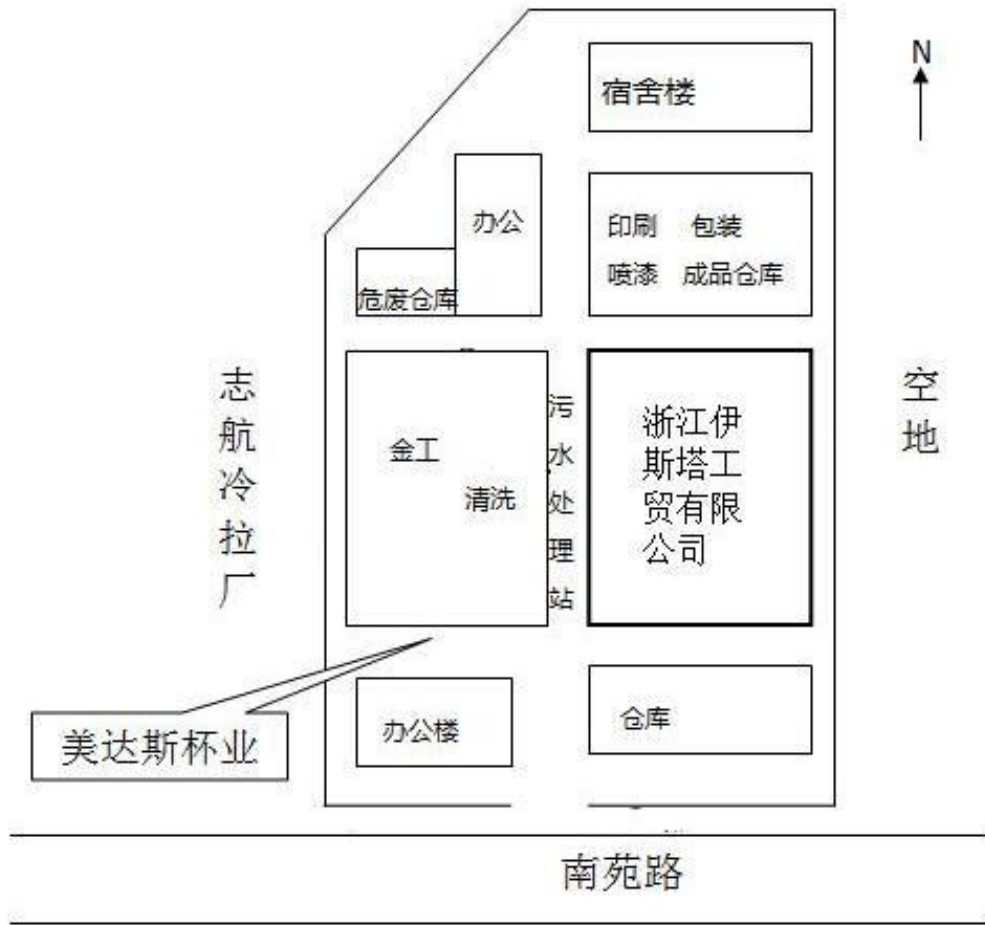 N
宿舍楼
办公
印刷 包装
喷漆 成品仓库
危废仓库
志航冷拉厂
金工
清洗
污水处理站
浙江伊
斯塔工
贸有限
公司
空地
美达斯杯业
办公楼
仓库
南苑路